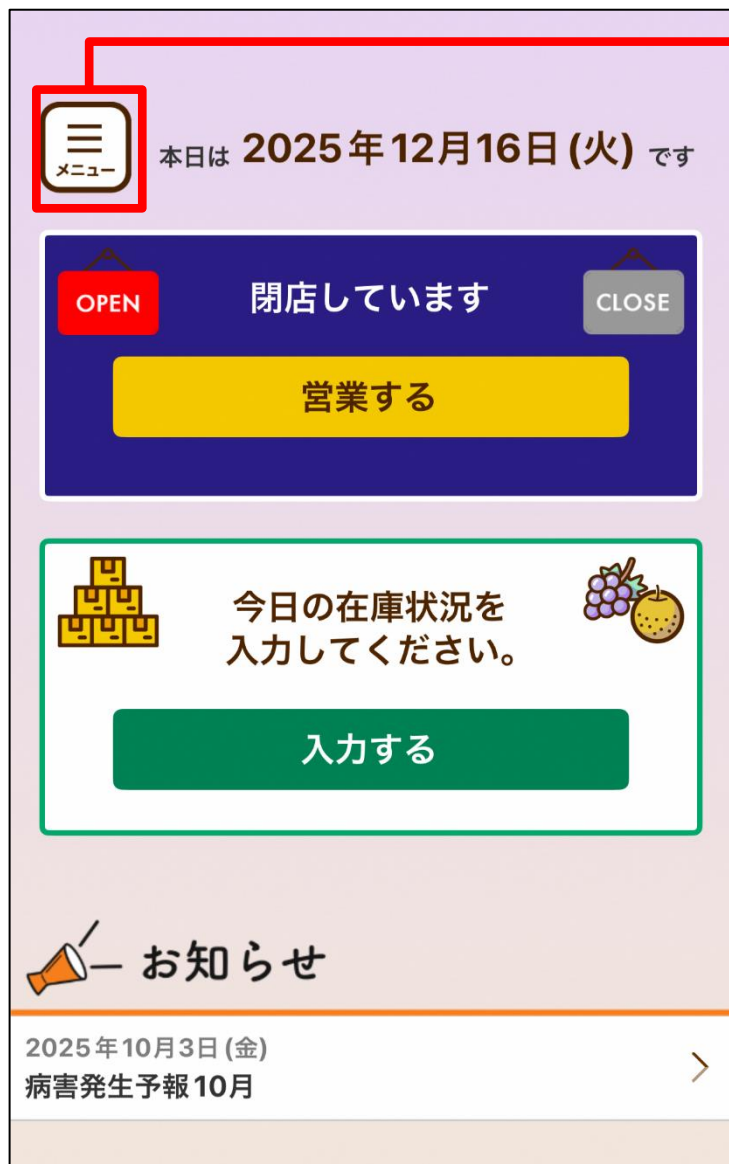 メニュー
本日は 2025年12月16日(火) です
OPEN
閉店しています
CLOSE
営業する
今日の在庫状況を
入力してください。
入力する
お知らせ
2025年10月3日(金)
病害発生予報10月